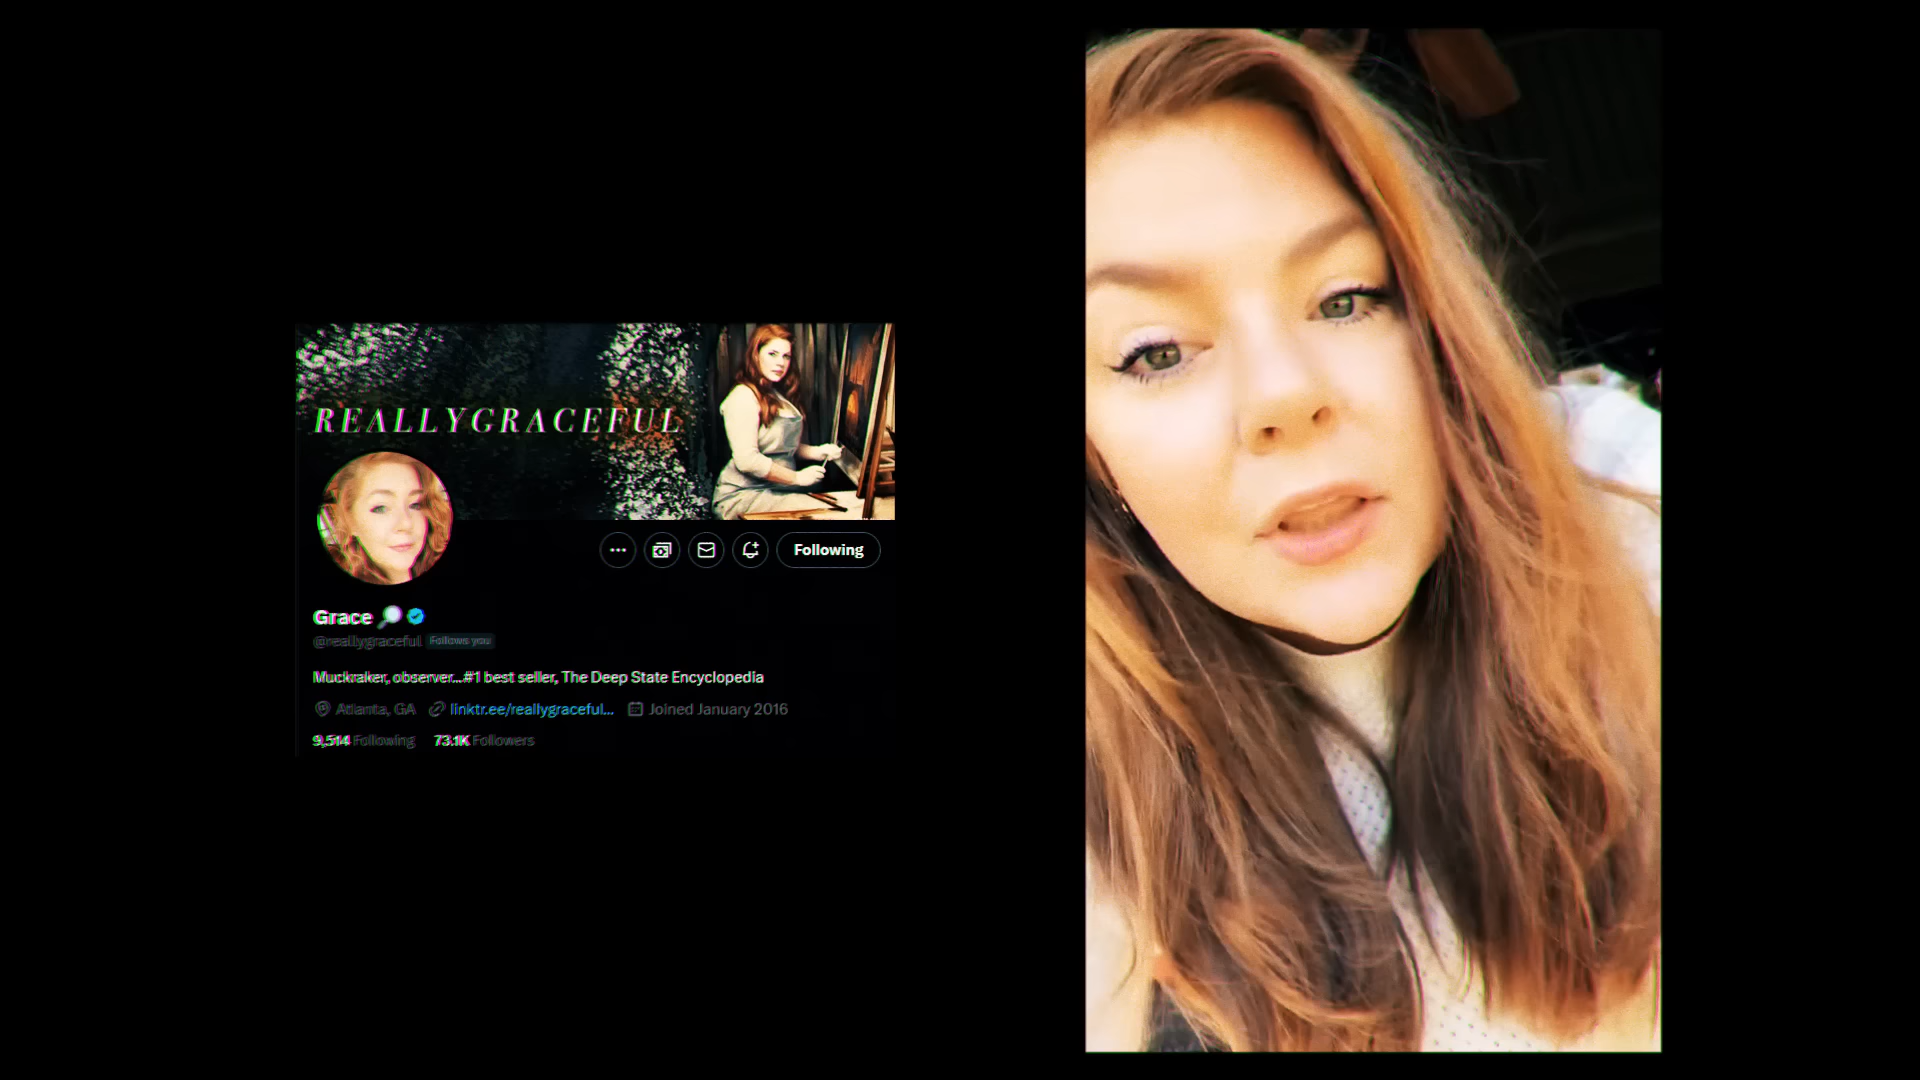 REALLYGRACEFUL
Following
Grace
@reallygraceful Follows you
Muckraker, observer...#1 best seller, The Deep State Encyclopedia
Atlanta, GA linktr.ee/reallygraceful... Joined January 2016
9,514 Following 73.1K Followers